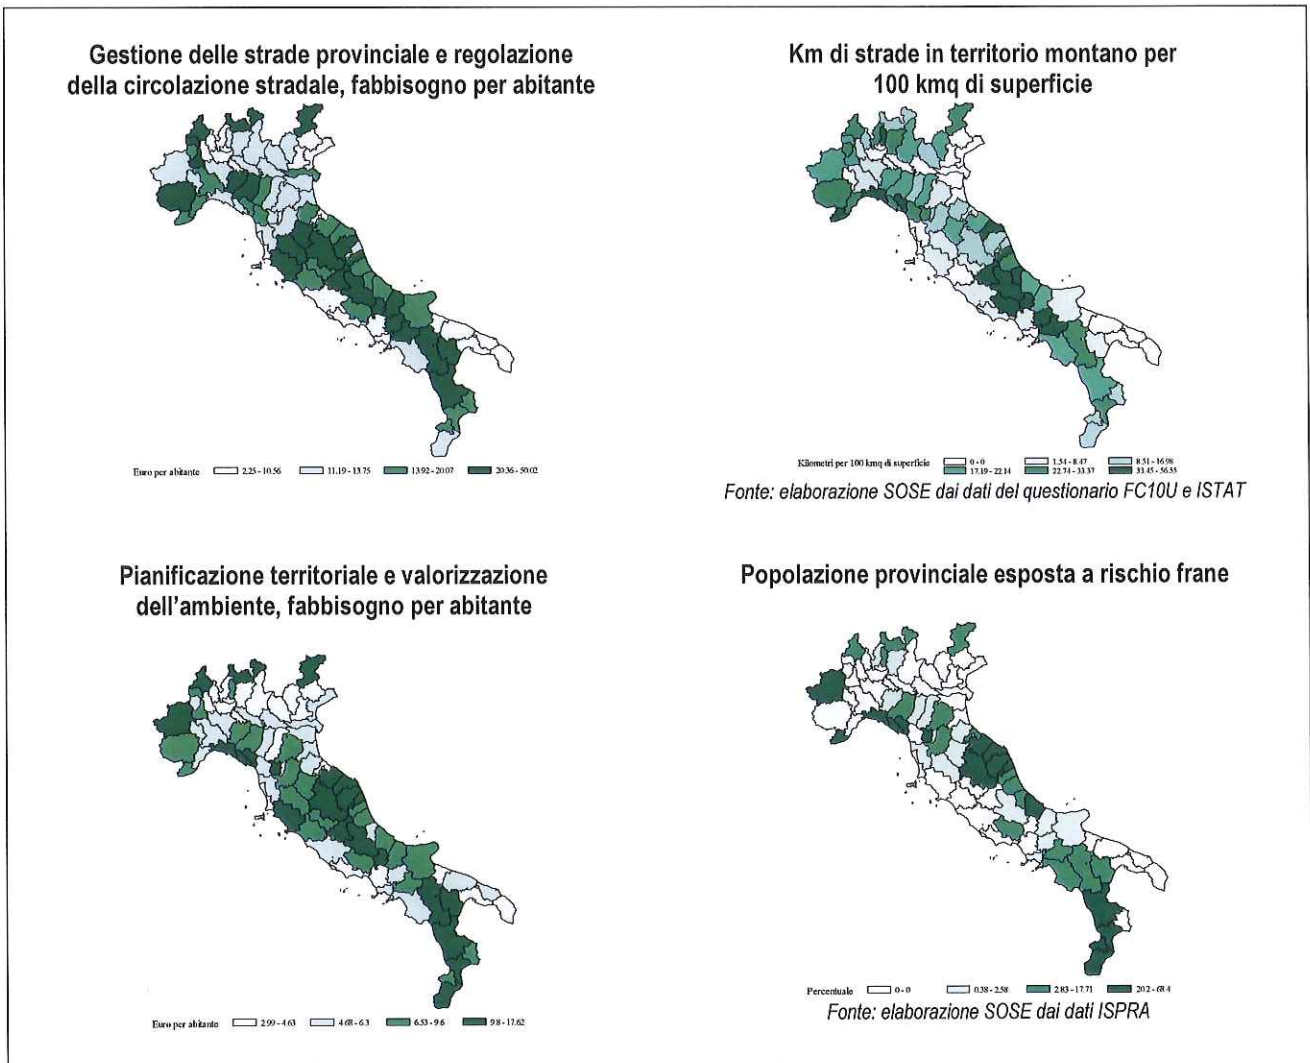 Gestione delle strade provinciale e regolazione
della circolazione stradale, fabbisogno per abitante
Euro per abitante 2.25 - 10.56 11.19 - 13.75 13.92 - 20.07 20.36 - 50.02
Km di strade in territorio montano per
100 kmq di superficie
Kilometri per 100 kmq di superficie 0 - 0 1.54 - 8.47 8.51 - 16.98
17.19 - 22.14 22.74 - 33.37 33.45 - 56.55
Fonte: elaborazione SOSE dai dati del questionario FC10U e ISTAT
Pianificazione territoriale e valorizzazione
dell'ambiente, fabbisogno per abitante
Euro per abitante 2.99 - 4.63 4.68 - 6.3 6.53 - 9.6 9.8 - 17.62
Popolazione provinciale esposta a rischio frane
Percentuale 0 - 0 0.38 - 2.58 2.83 - 17.71 20.2 - 68.4
Fonte: elaborazione SOSE dai dati ISPRA